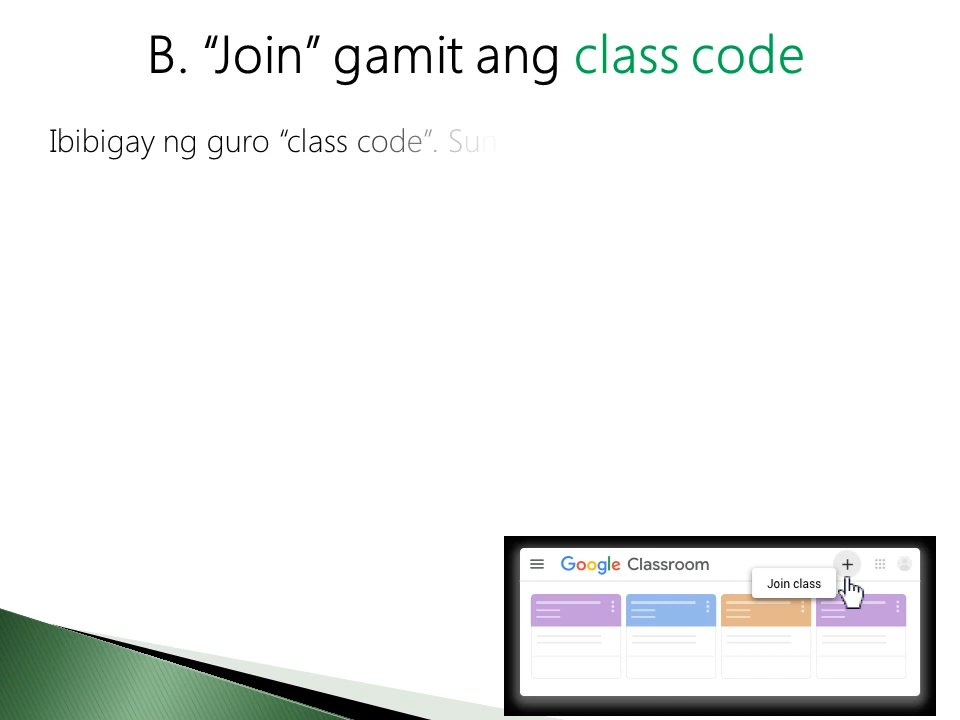 B. “Join” gamit ang class code
Ibibigay ng guro “class code”.
Google Classroom
Join class